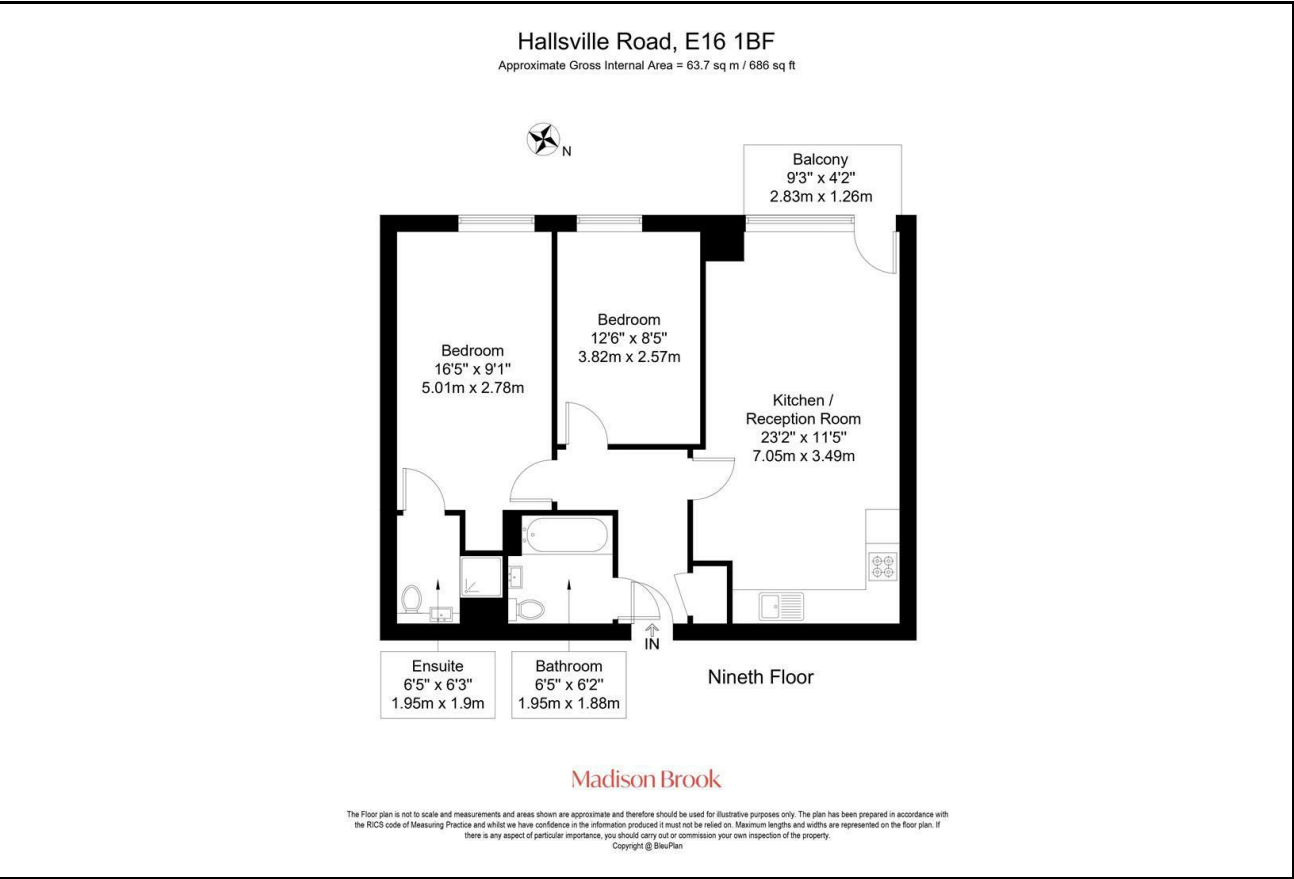 Hallsville Road, E16 1BF
Approximate Gross Internal Area = 63.7 sq m / 686 sq ft
N
Balcony
9'3" x 4'2"
2.83m x 1.26m
Bedroom
16'5" x 9'1"
5.01m x 2.78m
Bedroom
12'6" x 8'5"
3.82m x 2.57m
Kitchen /
Reception Room
23'2" x 11'5"
7.05m x 3.49m
IN
Ensuite
6'5" x 6'3"
1.95m x 1.9m
Bathroom
6'5" x 6'2"
1.95m x 1.88m
Nineth Floor
Madison Brook
The Floor plan is not to scale and measurements and areas shown are approximate and therefore should be used for illustrative purposes only. The plan has been prepared in accordance with
the RICS code of Measuring Practice and whilst we have confidence in the information produced it must not be relied on. Maximum lengths and widths are represented on the floor plan. If
there is any aspect of particular importance, you should carry out or commission your own inspection of the property.
Copyright @ BleuPlan